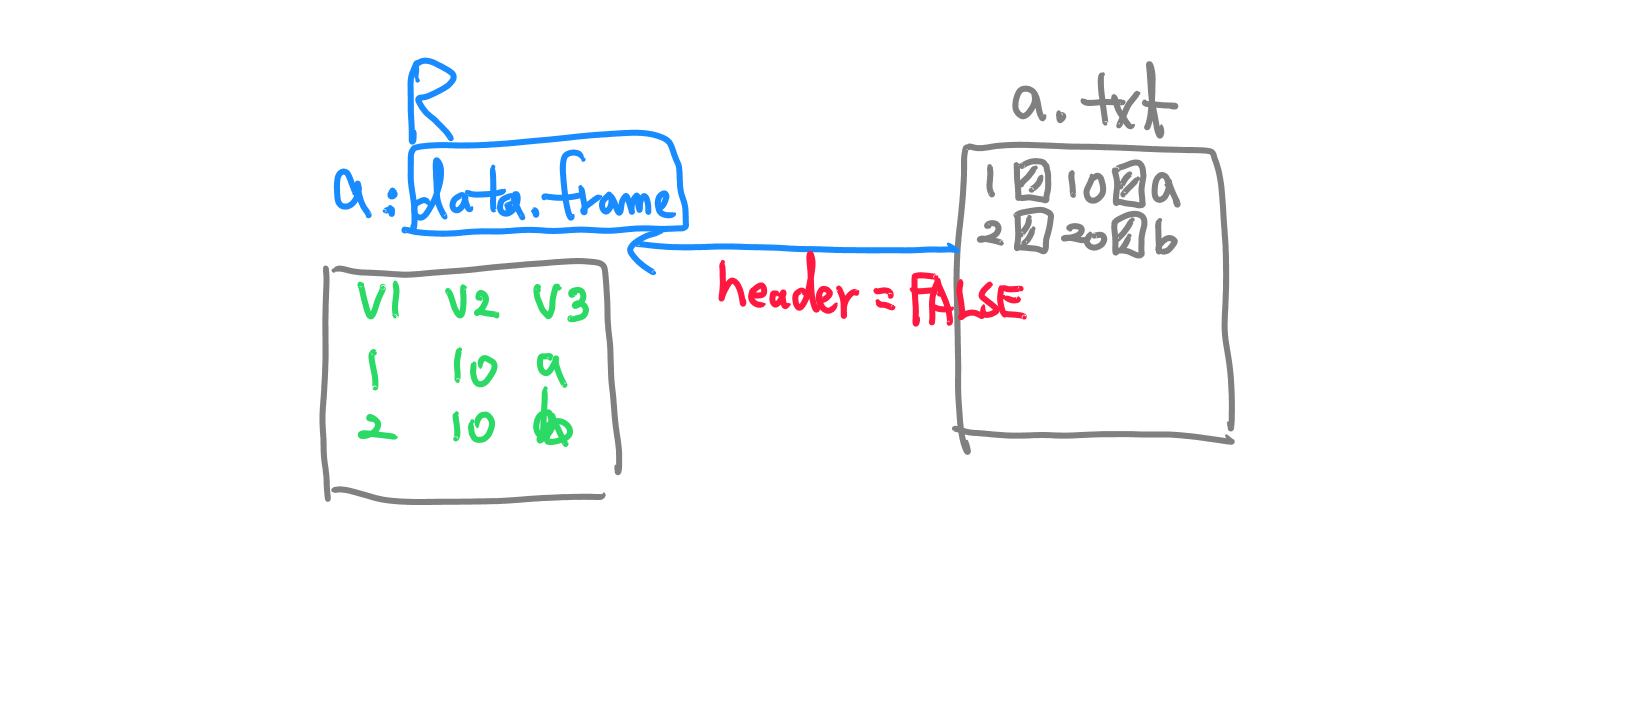 R
a : data.frame
V1 V2 V3
1 10 a
2 10 b
header = FALSE
a.txt
1 10 a
2 20 b